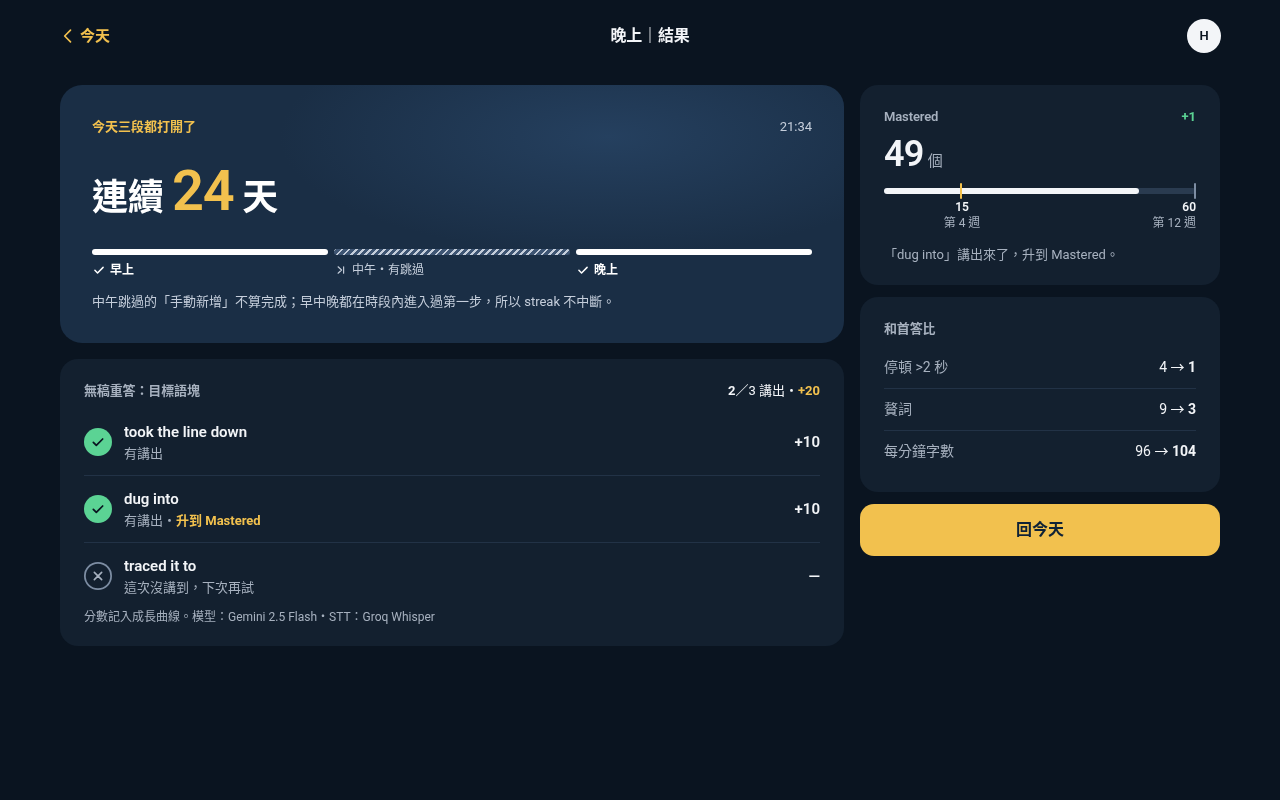 今天
晚上｜結果
H
今天三段都打開了
21:34
連續 24 天
早上
中午・有跳過
晚上
中午跳過的「手動新增」不算完成；早中晚都在時段內進入過第一步，所以 streak 不中斷。
無稿重答：目標語塊
2／3 講出・+20
took the line down
有講出
+10
dug into
有講出・升到 Mastered
+10
traced it to
這次沒講到，下次再試
–
分數記入成長曲線。模型：Gemini 2.5 Flash・STT：Groq Whisper
Mastered
+1
49 個
15
60
第 4 週
第 12 週
「dug into」講出來了，升到 Mastered。
和首答比
停頓 >2 秒
4 → 1
贅詞
9 → 3
每分鐘字數
96 → 104
回今天